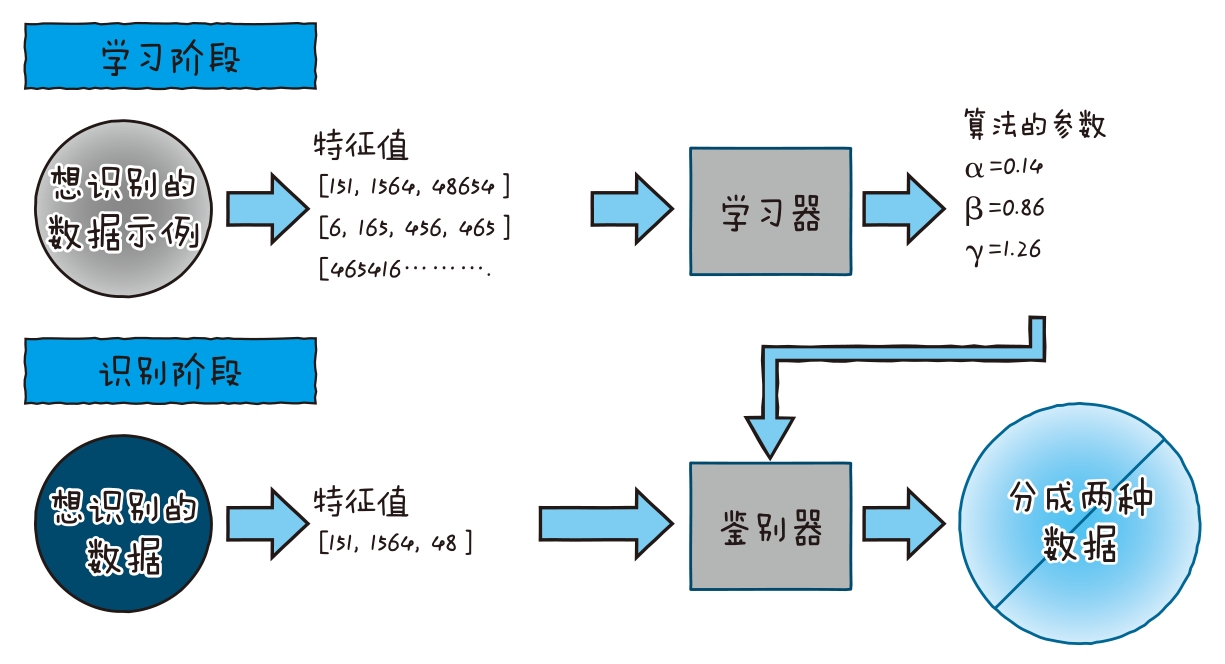 学习阶段
想识别的
数据示例
特征值
[151, 1564, 48654 ]
[6, 165, 456, 465 ]
[465416……….
学习器
算法的参数
α=0.14
β=0.86
γ=1.26
识别阶段
想识别的
数据
特征值
[151, 1564, 48 ]
鉴别器
分成两种
数据